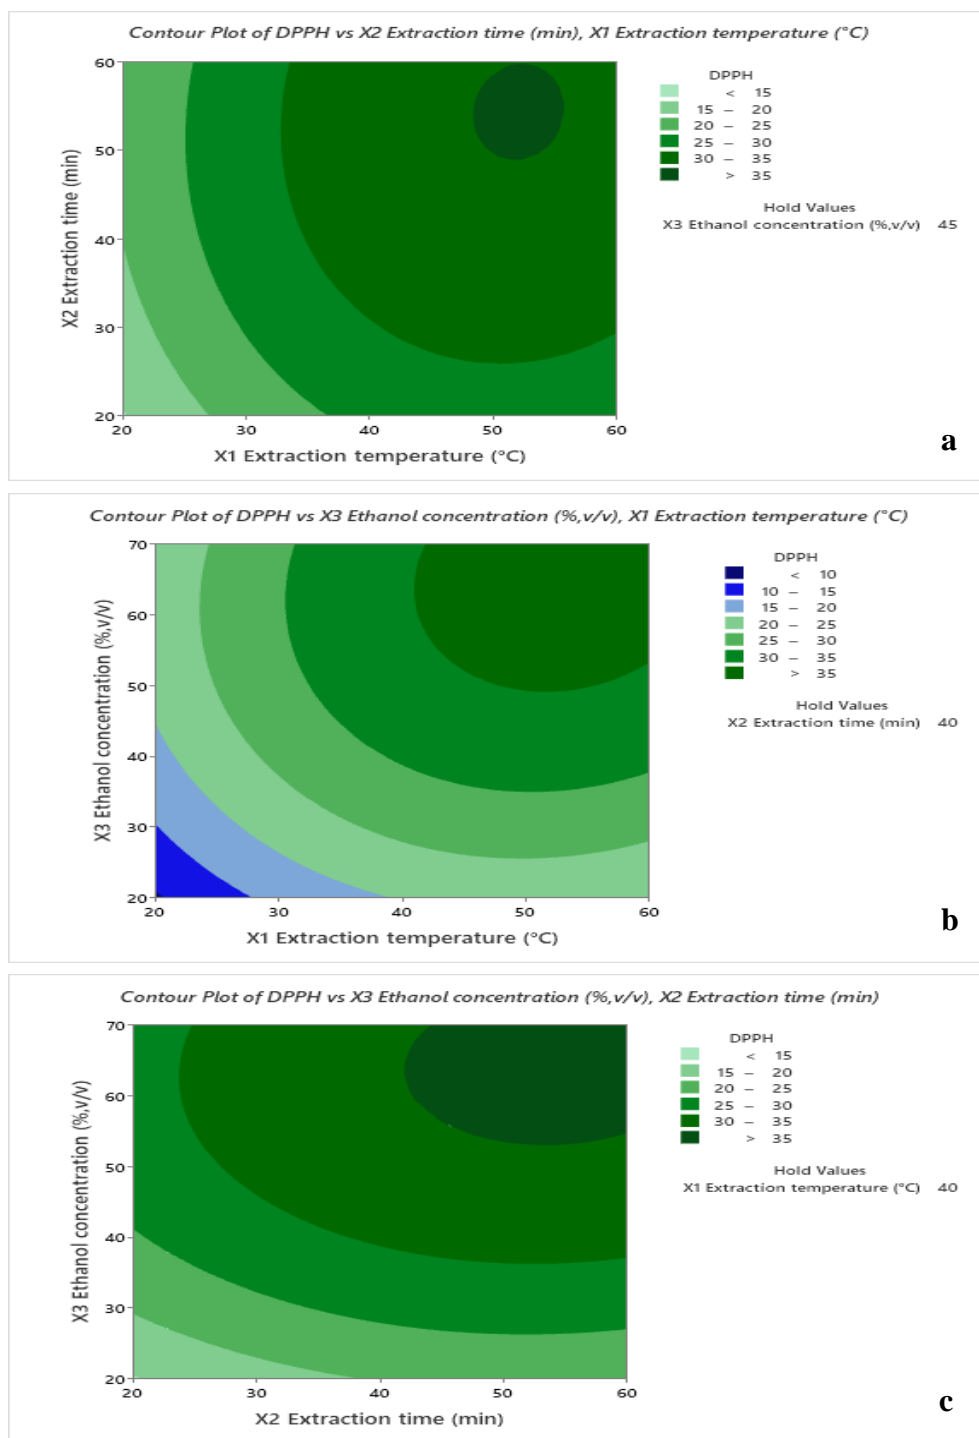 Contour Plot of DPPH vs X2 Extraction time (min), X1 Extraction temperature (°C)
60
50
40
30
20
X2 Extraction time (min)
20 30 40 50 60
X1 Extraction temperature (°C)
DPPH
< 15
15 – 20
20 – 25
25 – 30
30 – 35
> 35
Hold Values
X3 Ethanol concentration (%,v/v) 45
a
Contour Plot of DPPH vs X3 Ethanol concentration (%,v/v), X1 Extraction temperature (°C)
70
60
50
40
30
20
X3 Ethanol concentration (%,v/v)
20 30 40 50 60
X1 Extraction temperature (°C)
DPPH
< 10
10 – 15
15 – 20
20 – 25
25 – 30
30 – 35
> 35
Hold Values
X2 Extraction time (min) 40
b
Contour Plot of DPPH vs X3 Ethanol concentration (%,v/v), X2 Extraction time (min)
70
60
50
40
30
20
X3 Ethanol concentration (%,v/v)
20 30 40 50 60
X2 Extraction time (min)
DPPH
< 15
15 – 20
20 – 25
25 – 30
30 – 35
> 35
Hold Values
X1 Extraction temperature (°C) 40
c